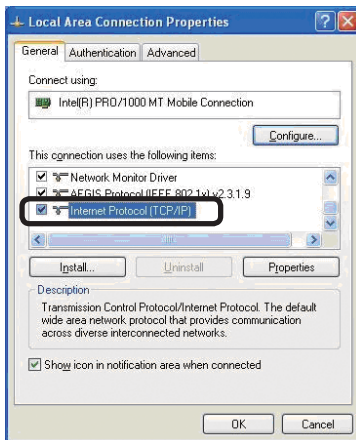 Local Area Connection Properties
General Authentication Advanced
Connect using:
Intel(R) PRO/1000 MT Mobile Connection
Configure...
This connection uses the following items:
Network Monitor Driver
AEGIS Protocol (IEEE 802.1x) v2.3.1.9
Internet Protocol (TCP/IP)
Install... Uninstall Properties
Description
Transmission Control Protocol/Internet Protocol. The default
wide area network protocol that provides communication
across diverse interconnected networks.
Show icon in notification area when connected
OK Cancel